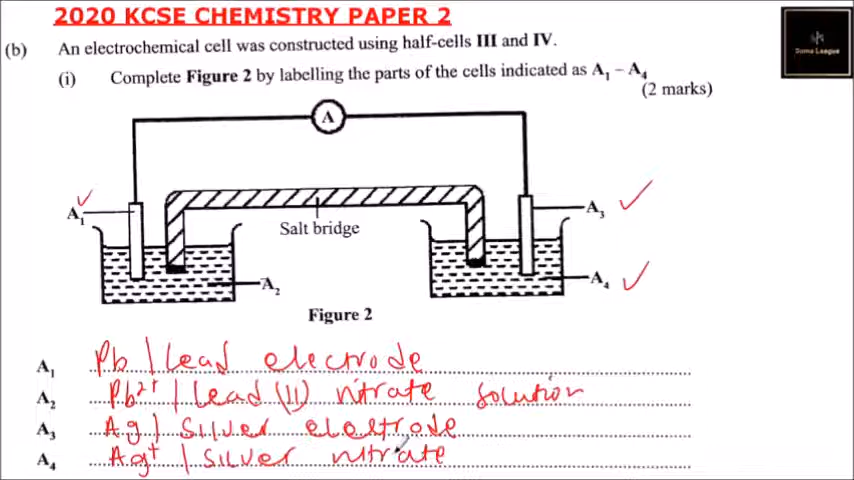 2020 KCSE CHEMISTRY PAPER 2
(b) An electrochemical cell was constructed using half-cells III and IV.
(i) Complete Figure 2 by labelling the parts of the cells indicated as A₁ – A₄
(2 marks)
A
A₁
A₃
Salt bridge
A₂
A₄
Figure 2
A₁ Pb | Lead electrode
A₂ Pb²⁺ | Lead (II) nitrate solution
A₃ Ag | Silver electrode
A₄ Ag⁺ | Silver nitrate